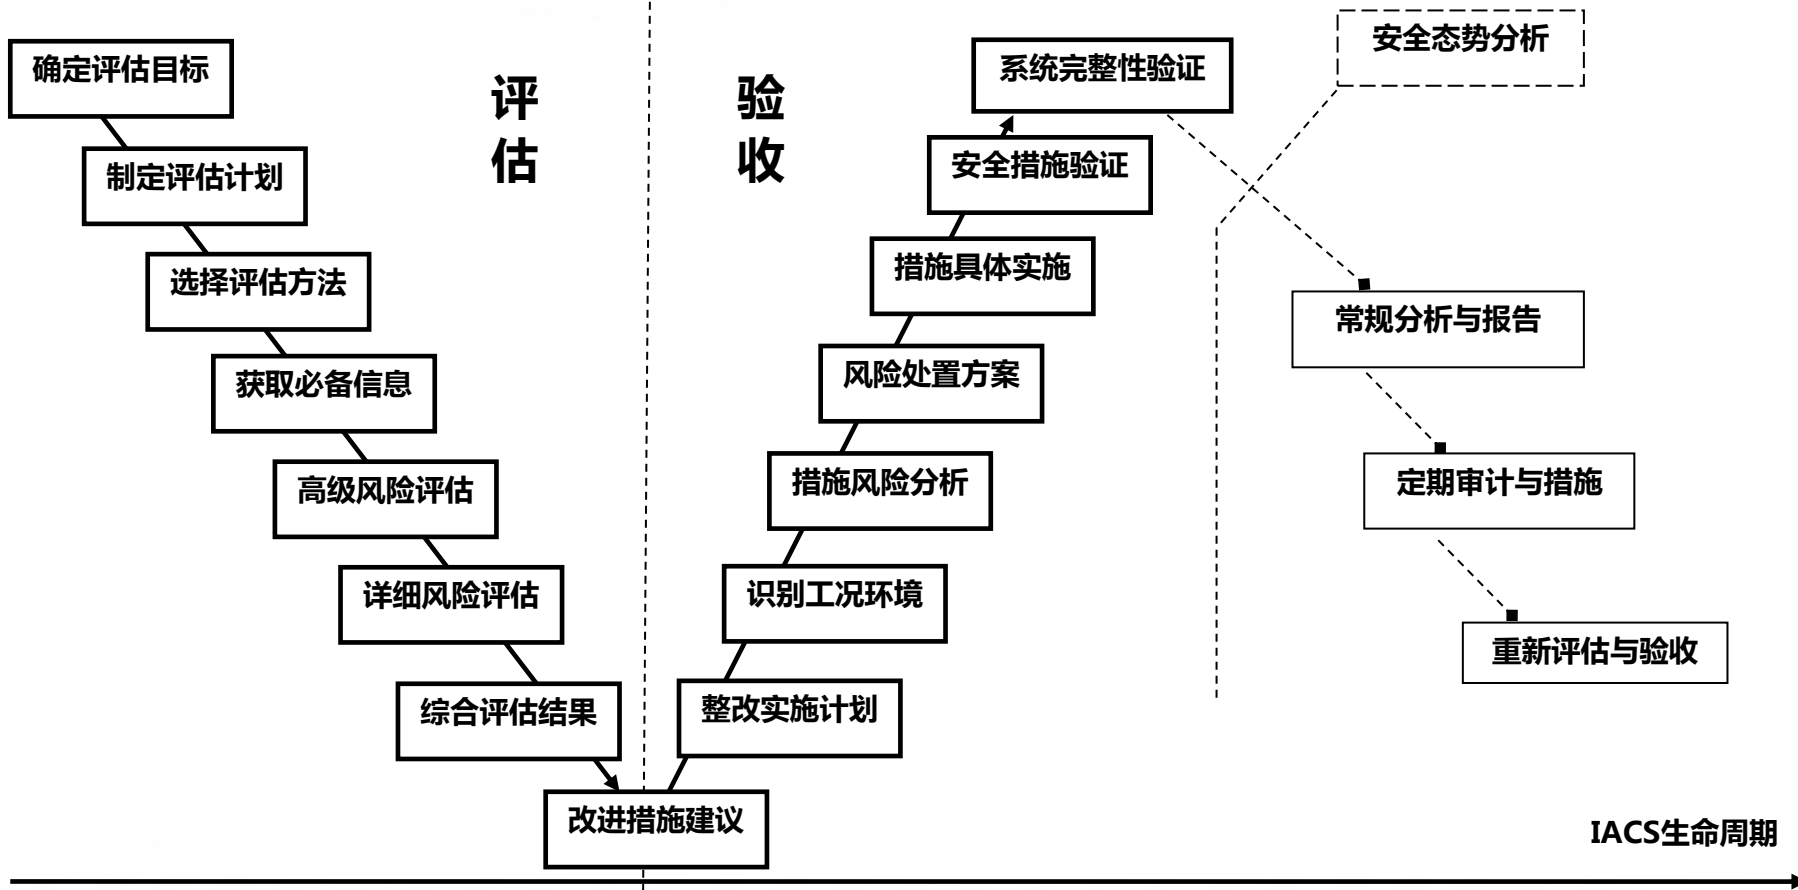 确定评估目标
制定评估计划
选择评估方法
获取必备信息
高级风险评估
详细风险评估
综合评估结果
改进措施建议
评
估
验
收
系统完整性验证
安全措施验证
措施具体实施
风险处置方案
措施风险分析
识别工况环境
整改实施计划
安全态势分析
常规分析与报告
定期审计与措施
重新评估与验收
IACS生命周期